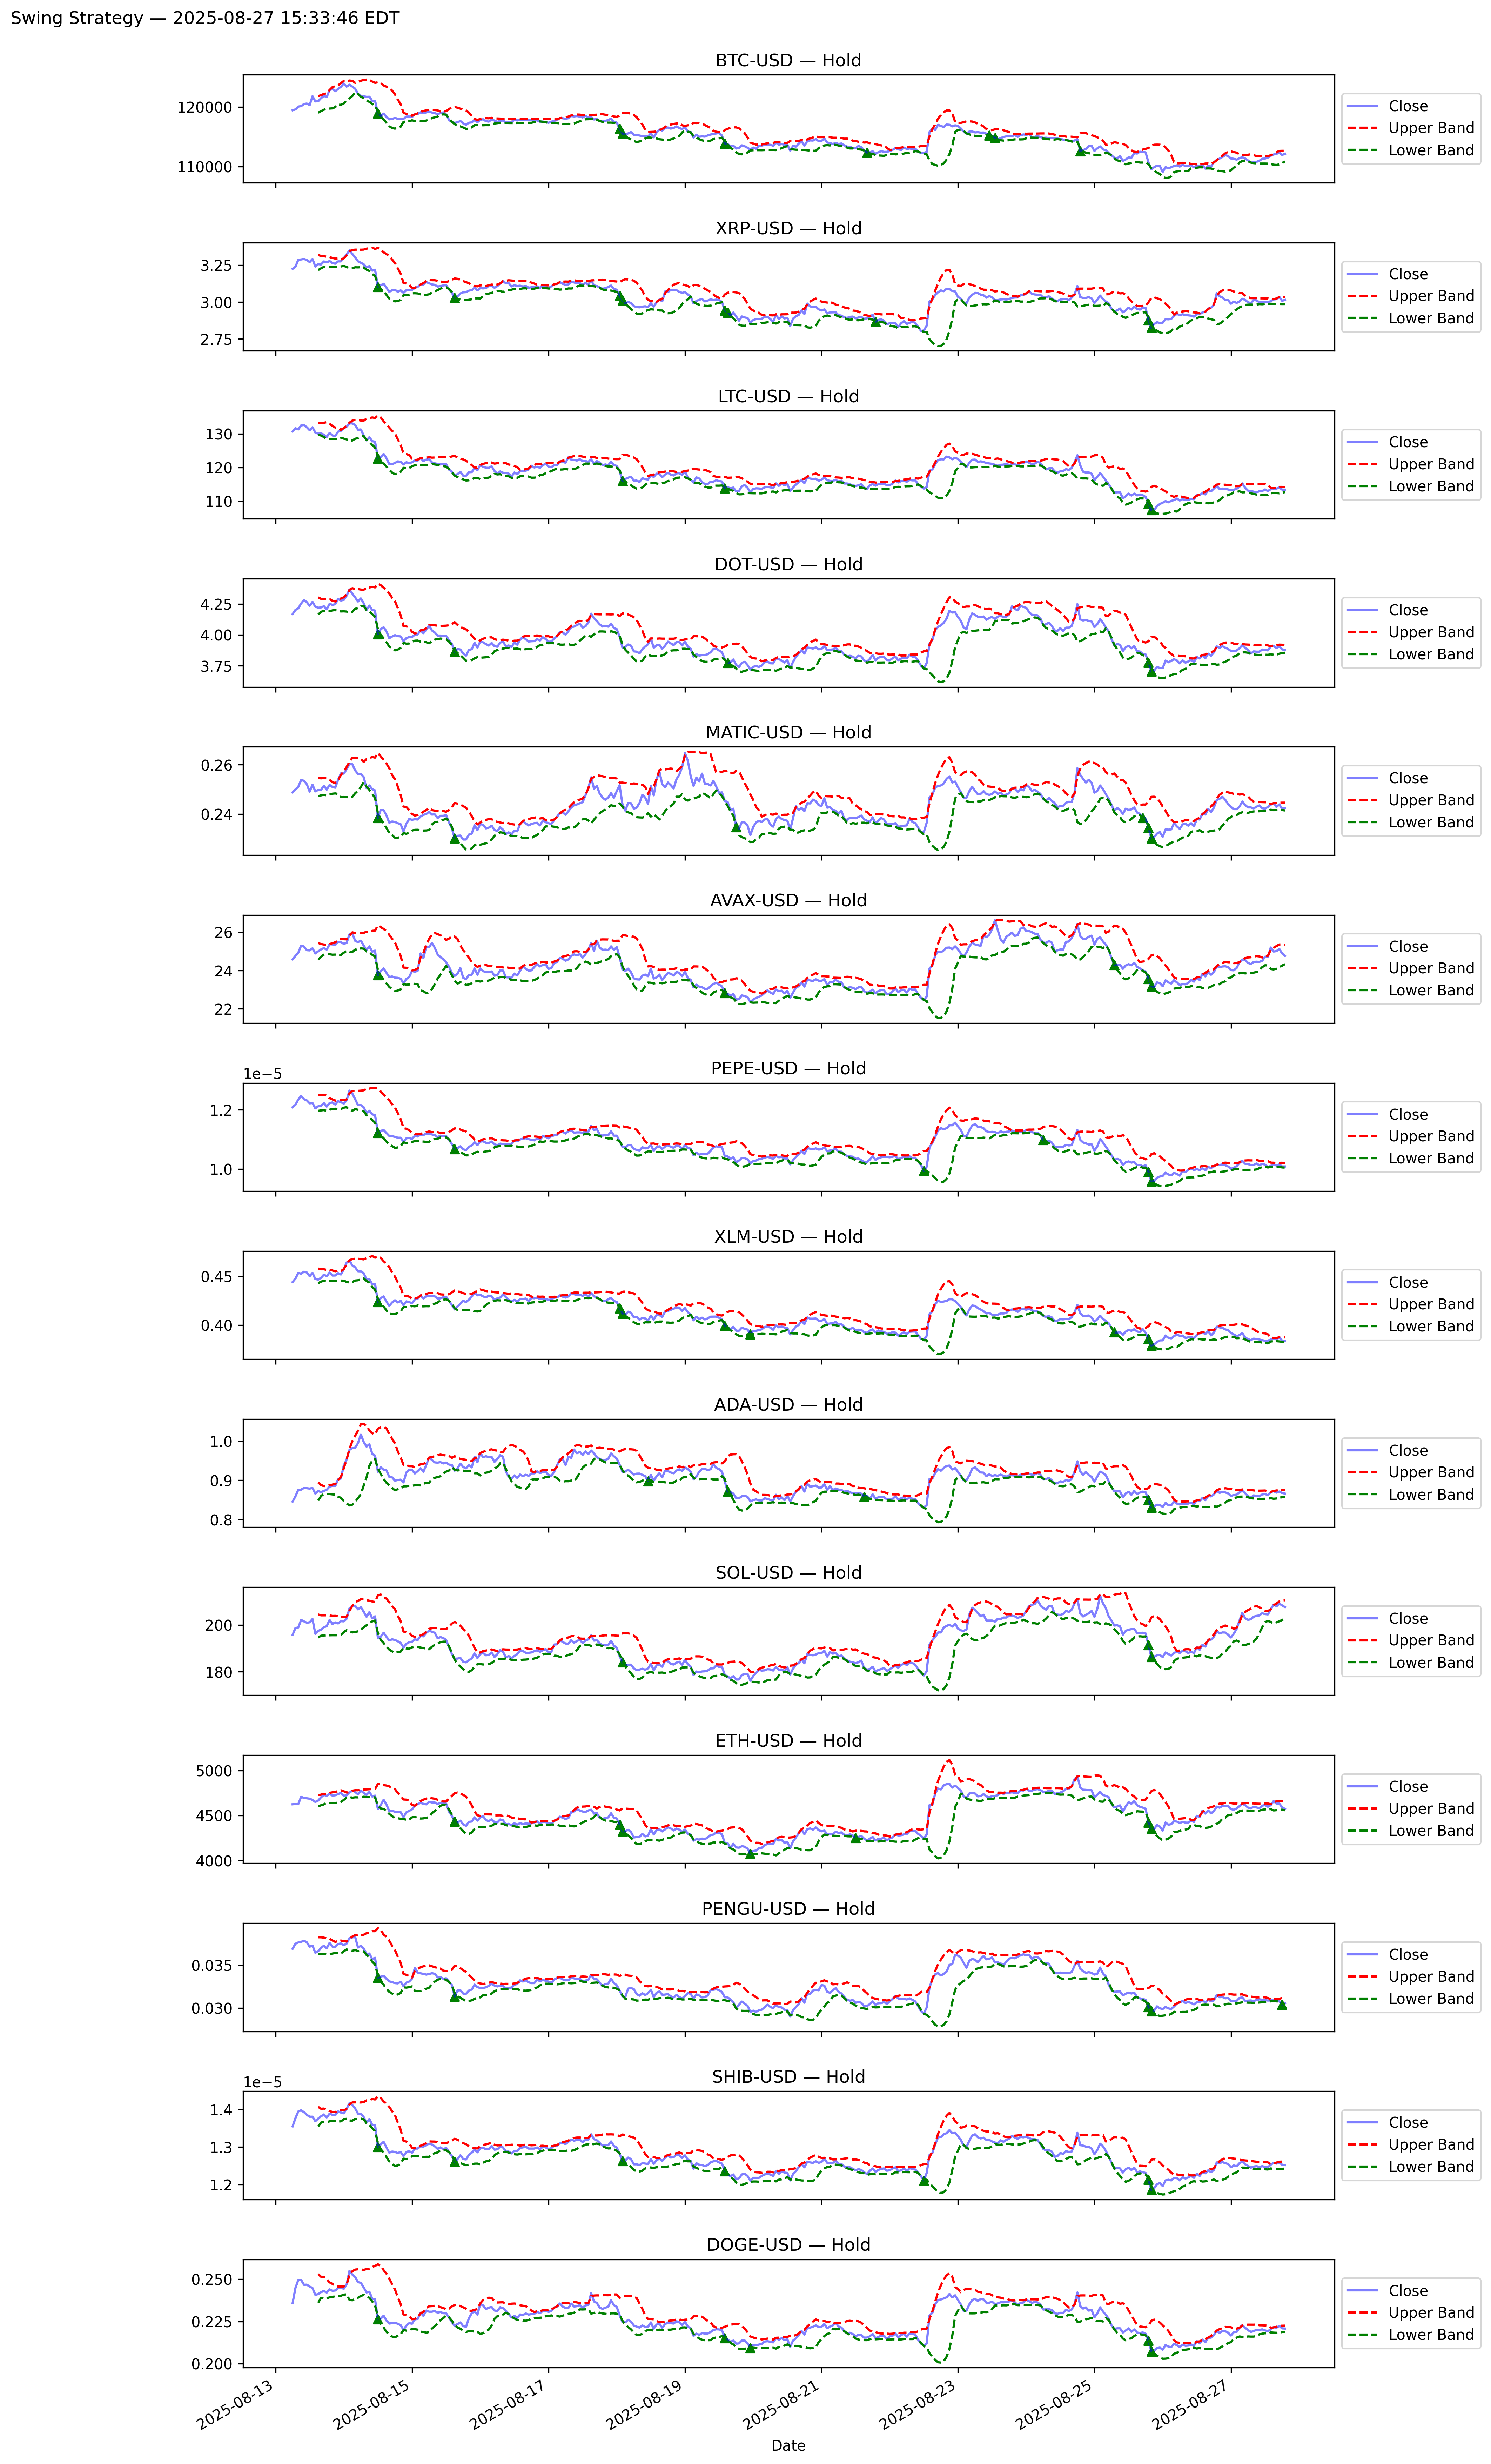 Swing Strategy — 2025-08-27 15:33:46 EDT
BTC-USD — Hold
120000
110000
Close
Upper Band
Lower Band
XRP-USD — Hold
3.25
3.00
2.75
Close
Upper Band
Lower Band
LTC-USD — Hold
130
120
110
Close
Upper Band
Lower Band
DOT-USD — Hold
4.25
4.00
3.75
Close
Upper Band
Lower Band
MATIC-USD — Hold
0.26
0.24
Close
Upper Band
Lower Band
AVAX-USD — Hold
26
24
22
Close
Upper Band
Lower Band
PEPE-USD — Hold
1e−5
1.2
1.0
Close
Upper Band
Lower Band
XLM-USD — Hold
0.45
0.40
Close
Upper Band
Lower Band
ADA-USD — Hold
1.0
0.9
0.8
Close
Upper Band
Lower Band
SOL-USD — Hold
200
180
Close
Upper Band
Lower Band
ETH-USD — Hold
5000
4500
4000
Close
Upper Band
Lower Band
PENGU-USD — Hold
0.035
0.030
Close
Upper Band
Lower Band
SHIB-USD — Hold
1e−5
1.4
1.3
1.2
Close
Upper Band
Lower Band
DOGE-USD — Hold
0.250
0.225
0.200
Close
Upper Band
Lower Band
2025-08-13
2025-08-15
2025-08-17
2025-08-19
2025-08-21
2025-08-23
2025-08-25
2025-08-27
Date